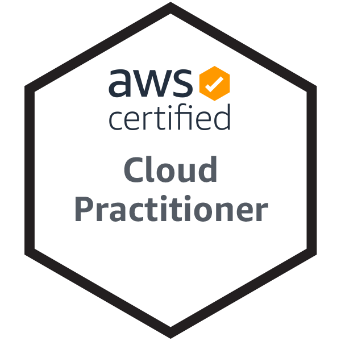 aws
certified
Cloud
Practitioner